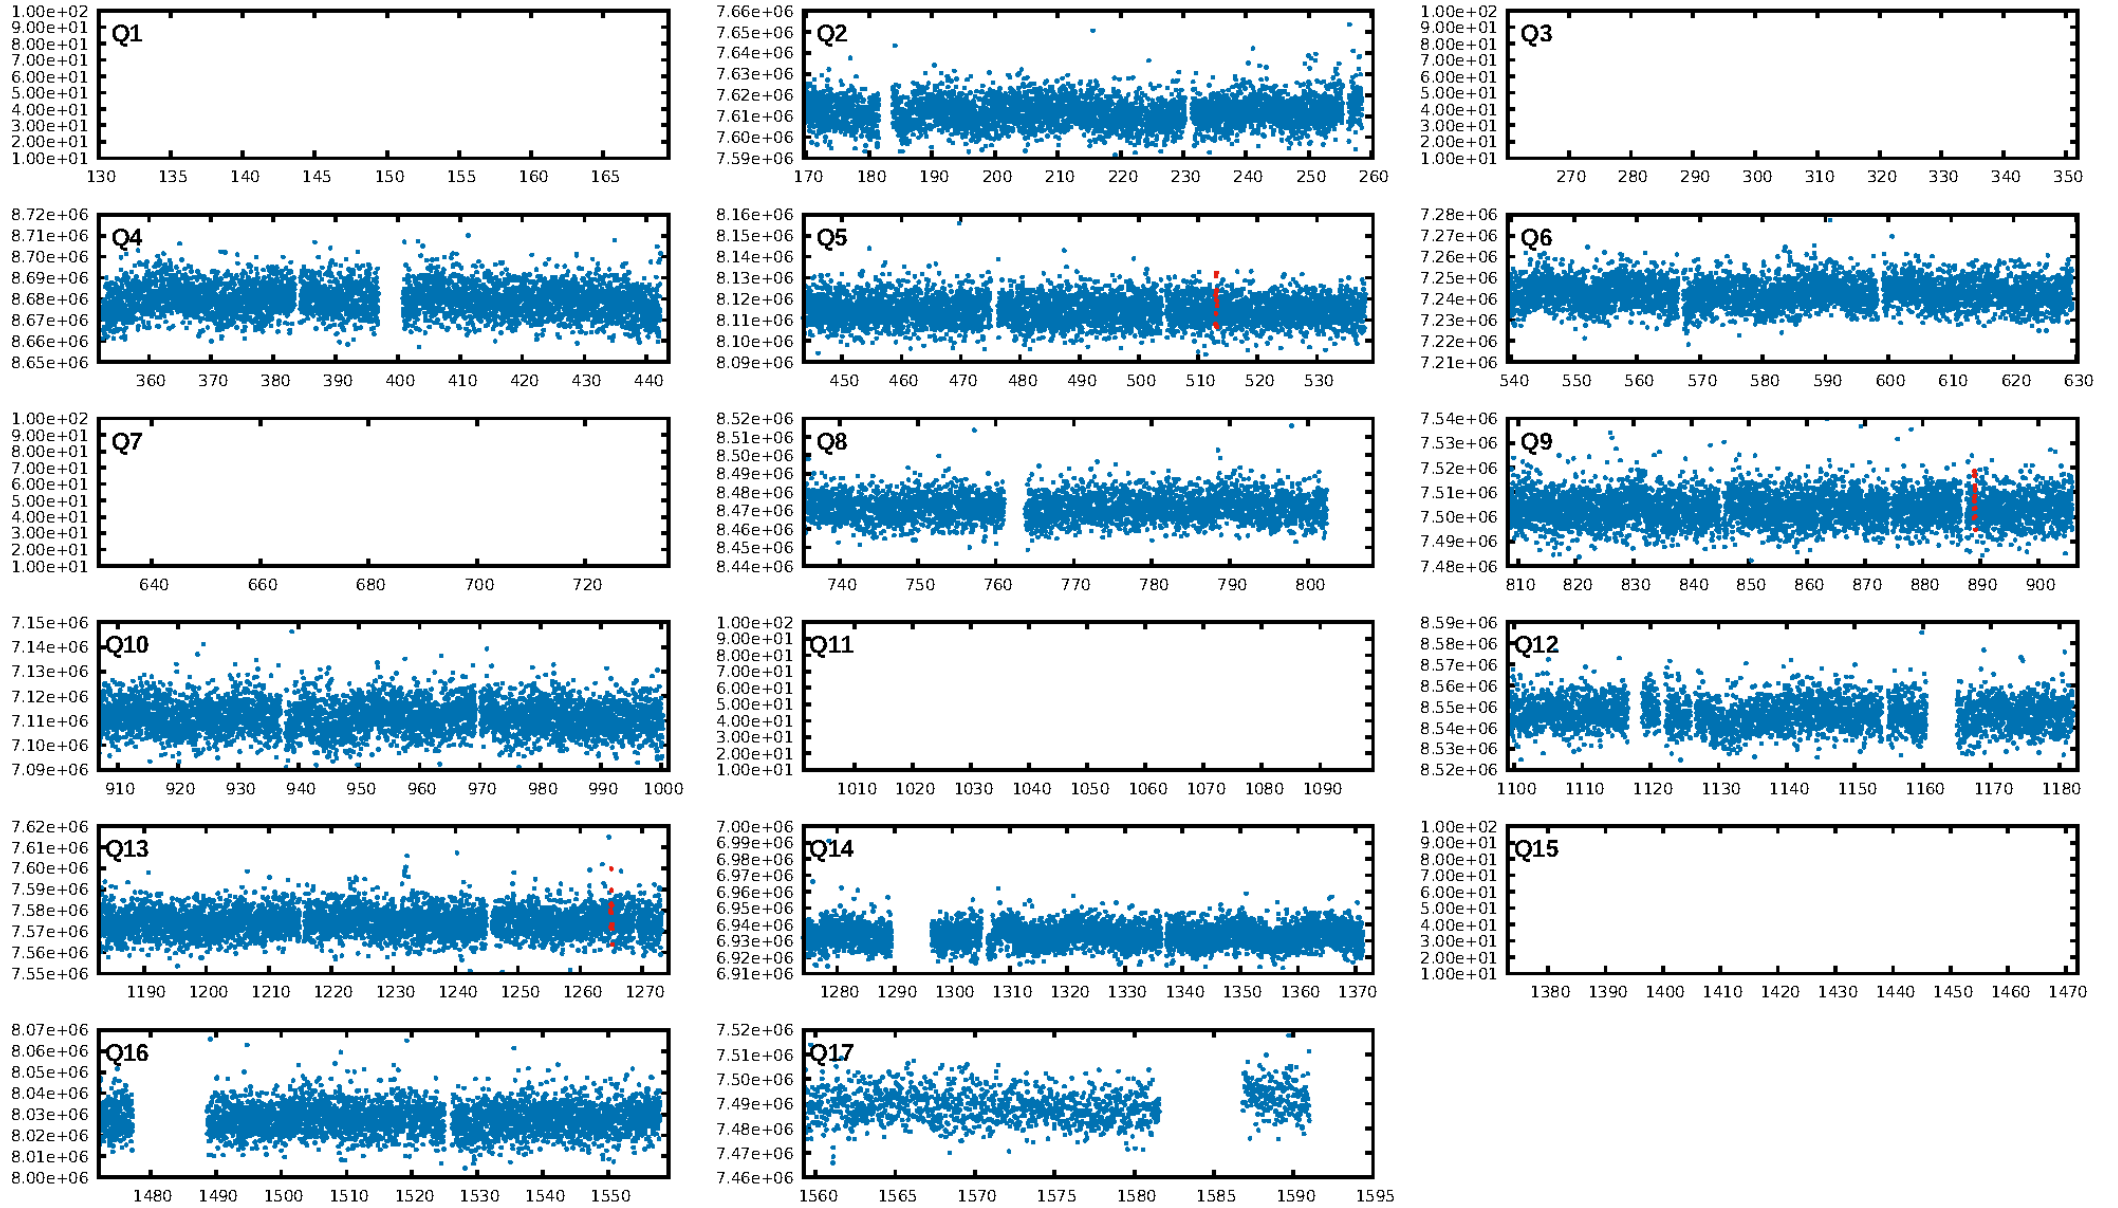 Q1
1.00e+02
9.00e+01
8.00e+01
7.00e+01
6.00e+01
5.00e+01
4.00e+01
3.00e+01
2.00e+01
1.00e+01
130 135 140 145 150 155 160 165
Q2
7.66e+06
7.65e+06
7.64e+06
7.63e+06
7.62e+06
7.61e+06
7.60e+06
7.59e+06
170 180 190 200 210 220 230 240 250 260
Q3
1.00e+02
9.00e+01
8.00e+01
7.00e+01
6.00e+01
5.00e+01
4.00e+01
3.00e+01
2.00e+01
1.00e+01
270 280 290 300 310 320 330 340 350
Q4
8.72e+06
8.71e+06
8.70e+06
8.69e+06
8.68e+06
8.67e+06
8.66e+06
8.65e+06
360 370 380 390 400 410 420 430 440
Q5
8.16e+06
8.15e+06
8.14e+06
8.13e+06
8.12e+06
8.11e+06
8.10e+06
8.09e+06
450 460 470 480 490 500 510 520 530
Q6
7.28e+06
7.27e+06
7.26e+06
7.25e+06
7.24e+06
7.23e+06
7.22e+06
7.21e+06
540 550 560 570 580 590 600 610 620 630
Q7
1.00e+02
9.00e+01
8.00e+01
7.00e+01
6.00e+01
5.00e+01
4.00e+01
3.00e+01
2.00e+01
1.00e+01
640 660 680 700 720
Q8
8.52e+06
8.51e+06
8.50e+06
8.49e+06
8.48e+06
8.47e+06
8.46e+06
8.45e+06
8.44e+06
740 750 760 770 780 790 800
Q9
7.54e+06
7.53e+06
7.52e+06
7.51e+06
7.50e+06
7.49e+06
7.48e+06
810 820 830 840 850 860 870 880 890 900
Q10
7.15e+06
7.14e+06
7.13e+06
7.12e+06
7.11e+06
7.10e+06
7.09e+06
910 920 930 940 950 960 970 980 990 1000
Q11
1.00e+02
9.00e+01
8.00e+01
7.00e+01
6.00e+01
5.00e+01
4.00e+01
3.00e+01
2.00e+01
1.00e+01
1010 1020 1030 1040 1050 1060 1070 1080 1090
Q12
8.59e+06
8.58e+06
8.57e+06
8.56e+06
8.55e+06
8.54e+06
8.53e+06
8.52e+06
1100 1110 1120 1130 1140 1150 1160 1170 1180
Q13
7.62e+06
7.61e+06
7.60e+06
7.59e+06
7.58e+06
7.57e+06
7.56e+06
7.55e+06
1190 1200 1210 1220 1230 1240 1250 1260 1270
Q14
7.00e+06
6.99e+06
6.98e+06
6.97e+06
6.96e+06
6.95e+06
6.94e+06
6.93e+06
6.92e+06
6.91e+06
1280 1290 1300 1310 1320 1330 1340 1350 1360 1370
Q15
1.00e+02
9.00e+01
8.00e+01
7.00e+01
6.00e+01
5.00e+01
4.00e+01
3.00e+01
2.00e+01
1.00e+01
1380 1390 1400 1410 1420 1430 1440 1450 1460 1470
Q16
8.07e+06
8.06e+06
8.05e+06
8.04e+06
8.03e+06
8.02e+06
8.01e+06
8.00e+06
1480 1490 1500 1510 1520 1530 1540 1550
Q17
7.52e+06
7.51e+06
7.50e+06
7.49e+06
7.48e+06
7.47e+06
7.46e+06
1560 1565 1570 1575 1580 1585 1590 1595